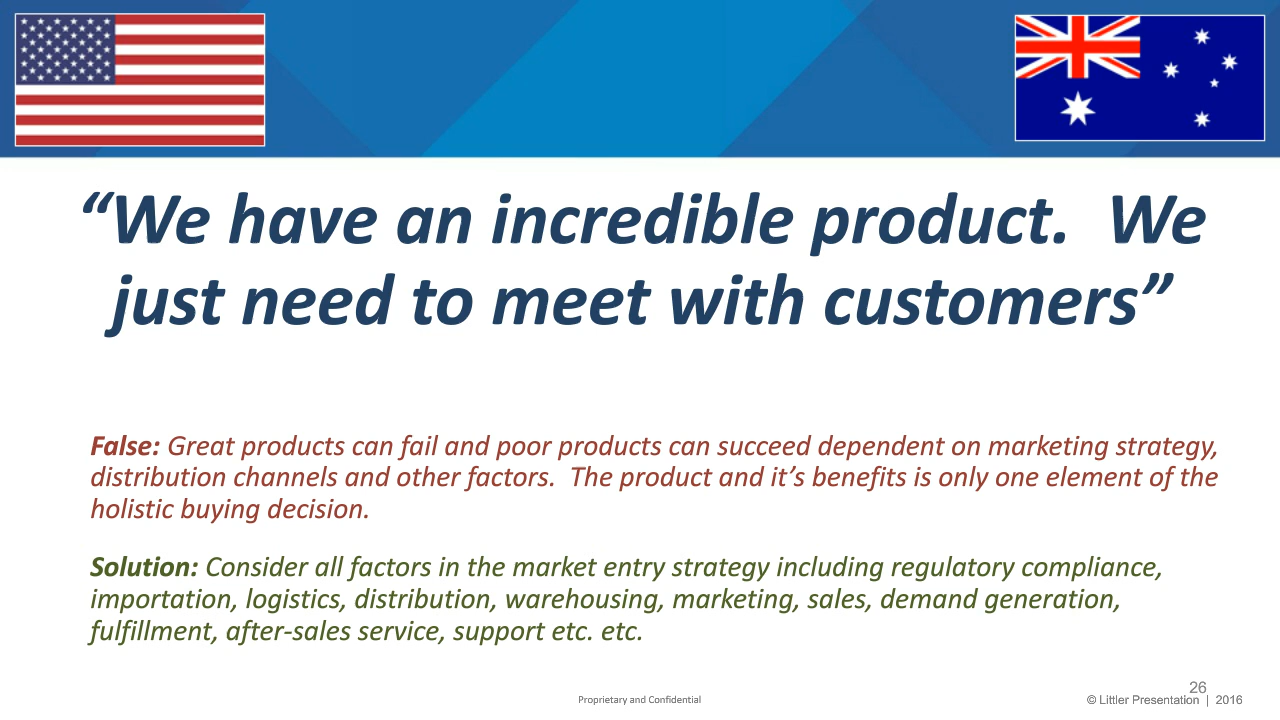 “We have an incredible product.  We
just need to meet with customers”
False: Great products can fail and poor products can succeed dependent on marketing strategy,
distribution channels and other factors.  The product and it’s benefits is only one element of the
holistic buying decision.
Solution: Consider all factors in the market entry strategy including regulatory compliance,
importation, logistics, distribution, warehousing, marketing, sales, demand generation,
fulfillment, after-sales service, support etc. etc.
26
Proprietary and Confidential
© Littler Presentation | 2016